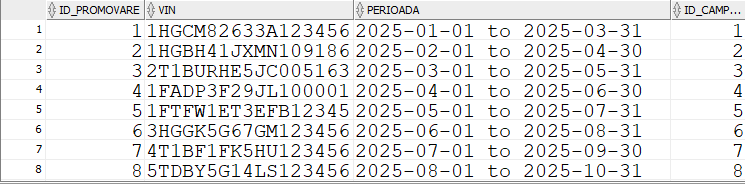 ID_PROMOVARE VIN PERIOADA ID_CAMP...
1 1 1HGCM82633A123456 2025-01-01 to 2025-03-31 1
2 2 1HGBH41JXMN109186 2025-02-01 to 2025-04-30 2
3 3 2T1BURHE5JC005163 2025-03-01 to 2025-05-31 3
4 4 1FADP3F29JL100001 2025-04-01 to 2025-06-30 4
5 5 1FTFW1ET3EFB12345 2025-05-01 to 2025-07-31 5
6 6 3HGGK5G67GM123456 2025-06-01 to 2025-08-31 6
7 7 4T1BF1FK5HU123456 2025-07-01 to 2025-09-30 7
8 8 5TDBY5G14LS123456 2025-08-01 to 2025-10-31 8